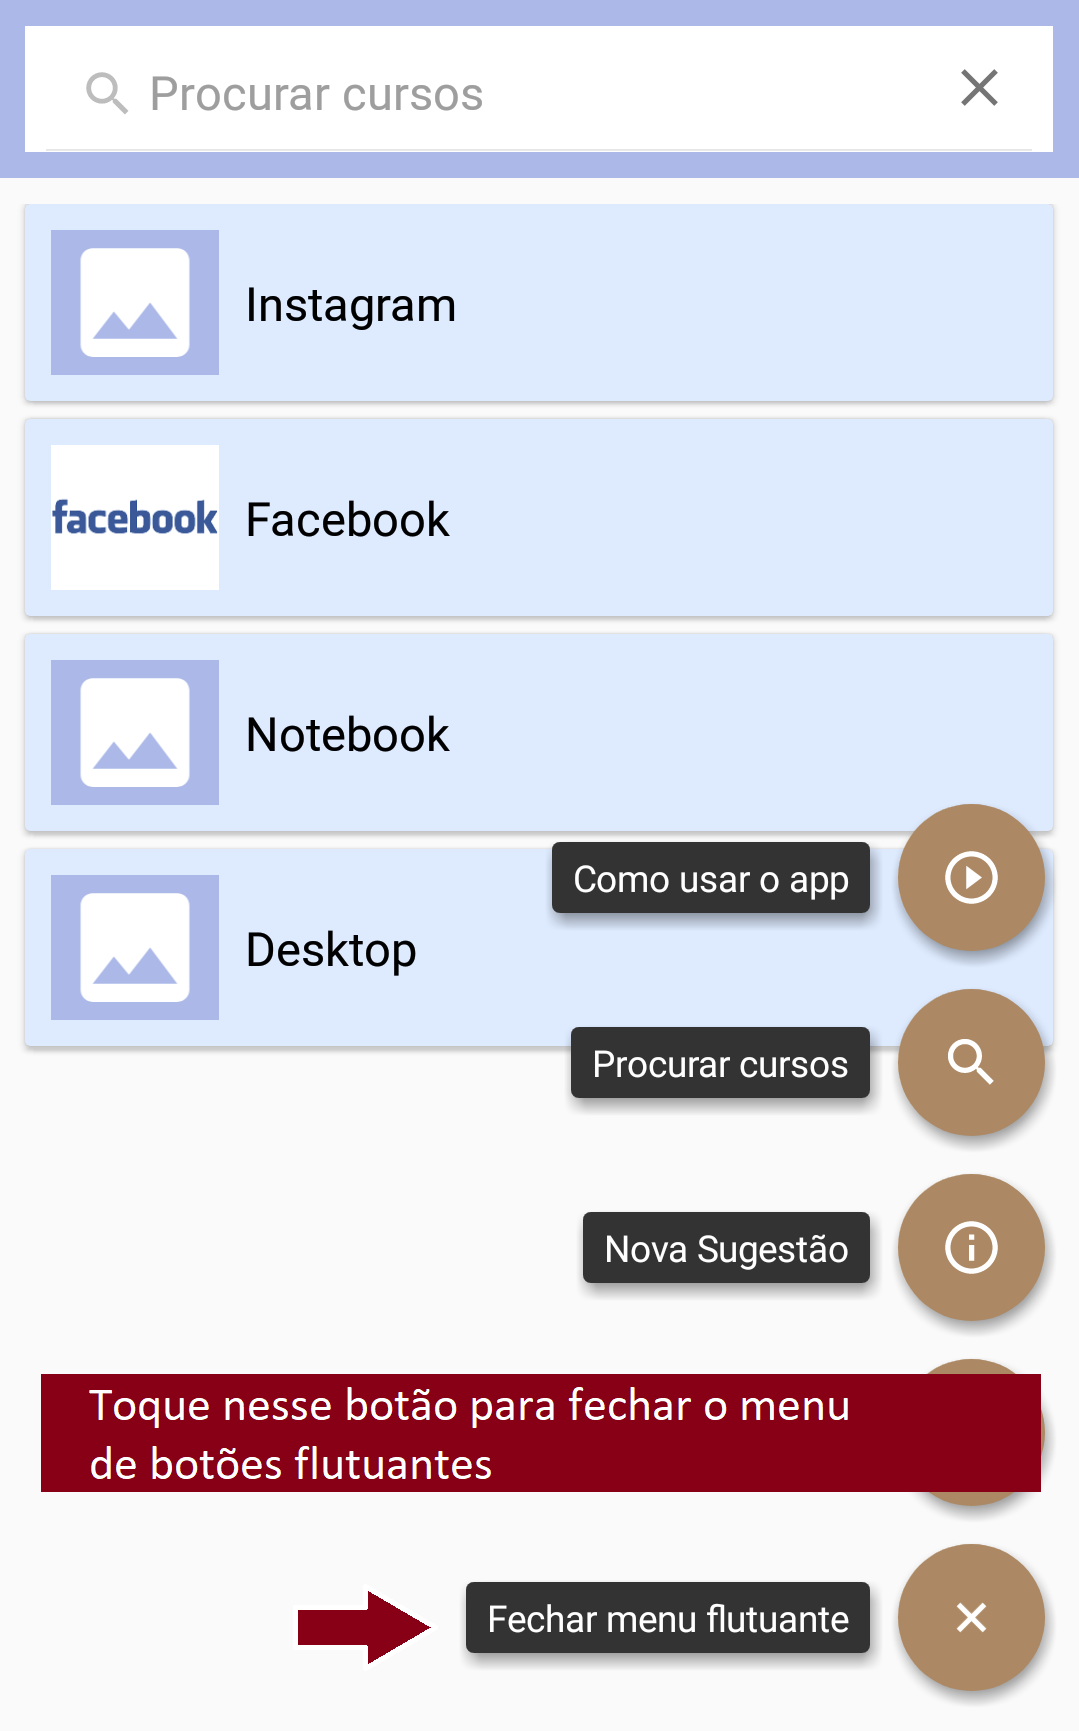 Procurar cursos
Instagram
facebook Facebook
Notebook
Como usar o app
Desktop
Procurar cursos
Nova Sugestão
Toque nesse botão para fechar o menu
de botões flutuantes
Fechar menu flutuante